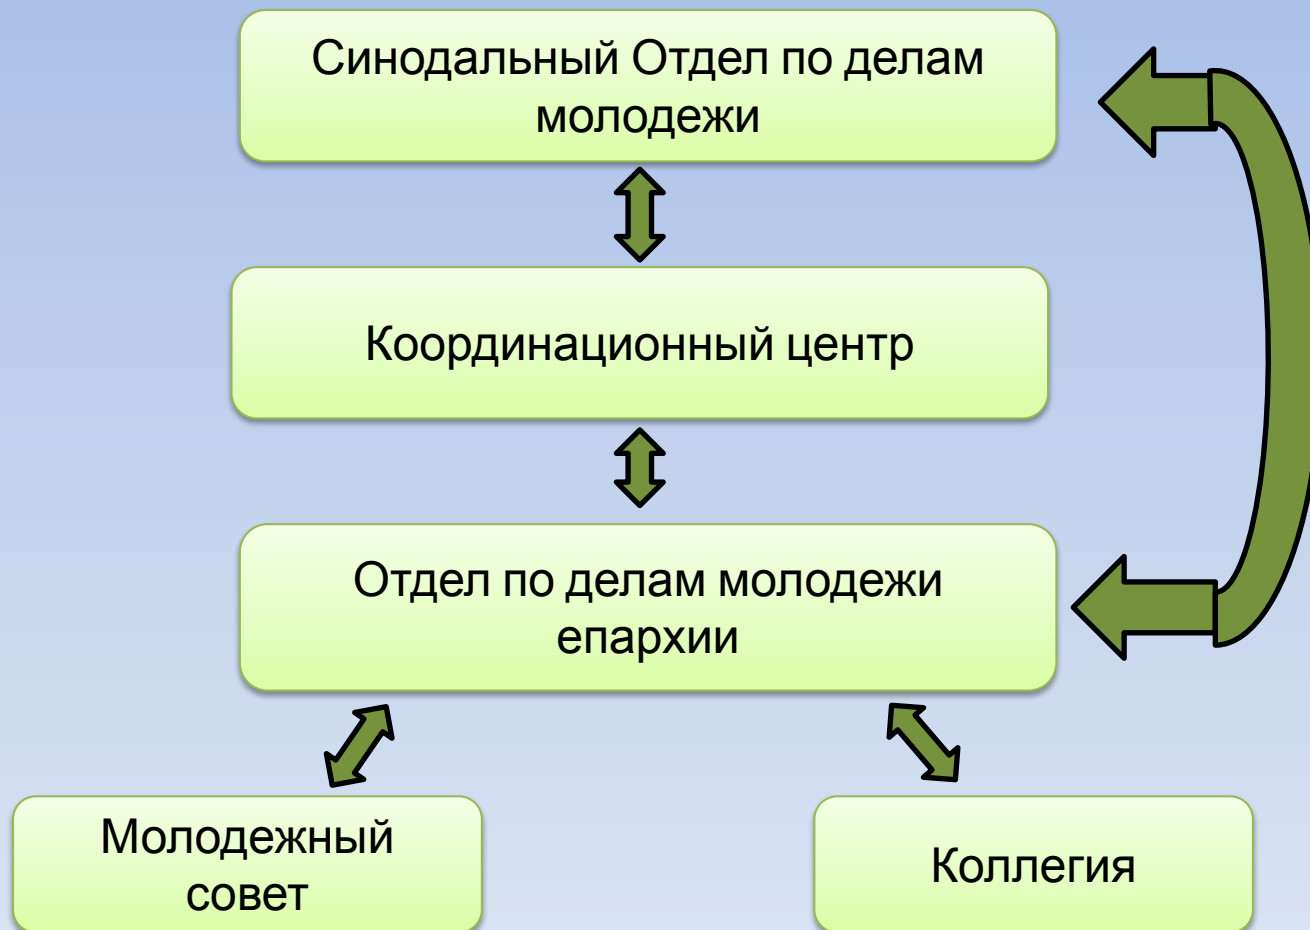 Синодальный Отдел по делам
молодежи
Координационный центр
Отдел по делам молодежи
епархии
Молодежный
совет
Коллегия